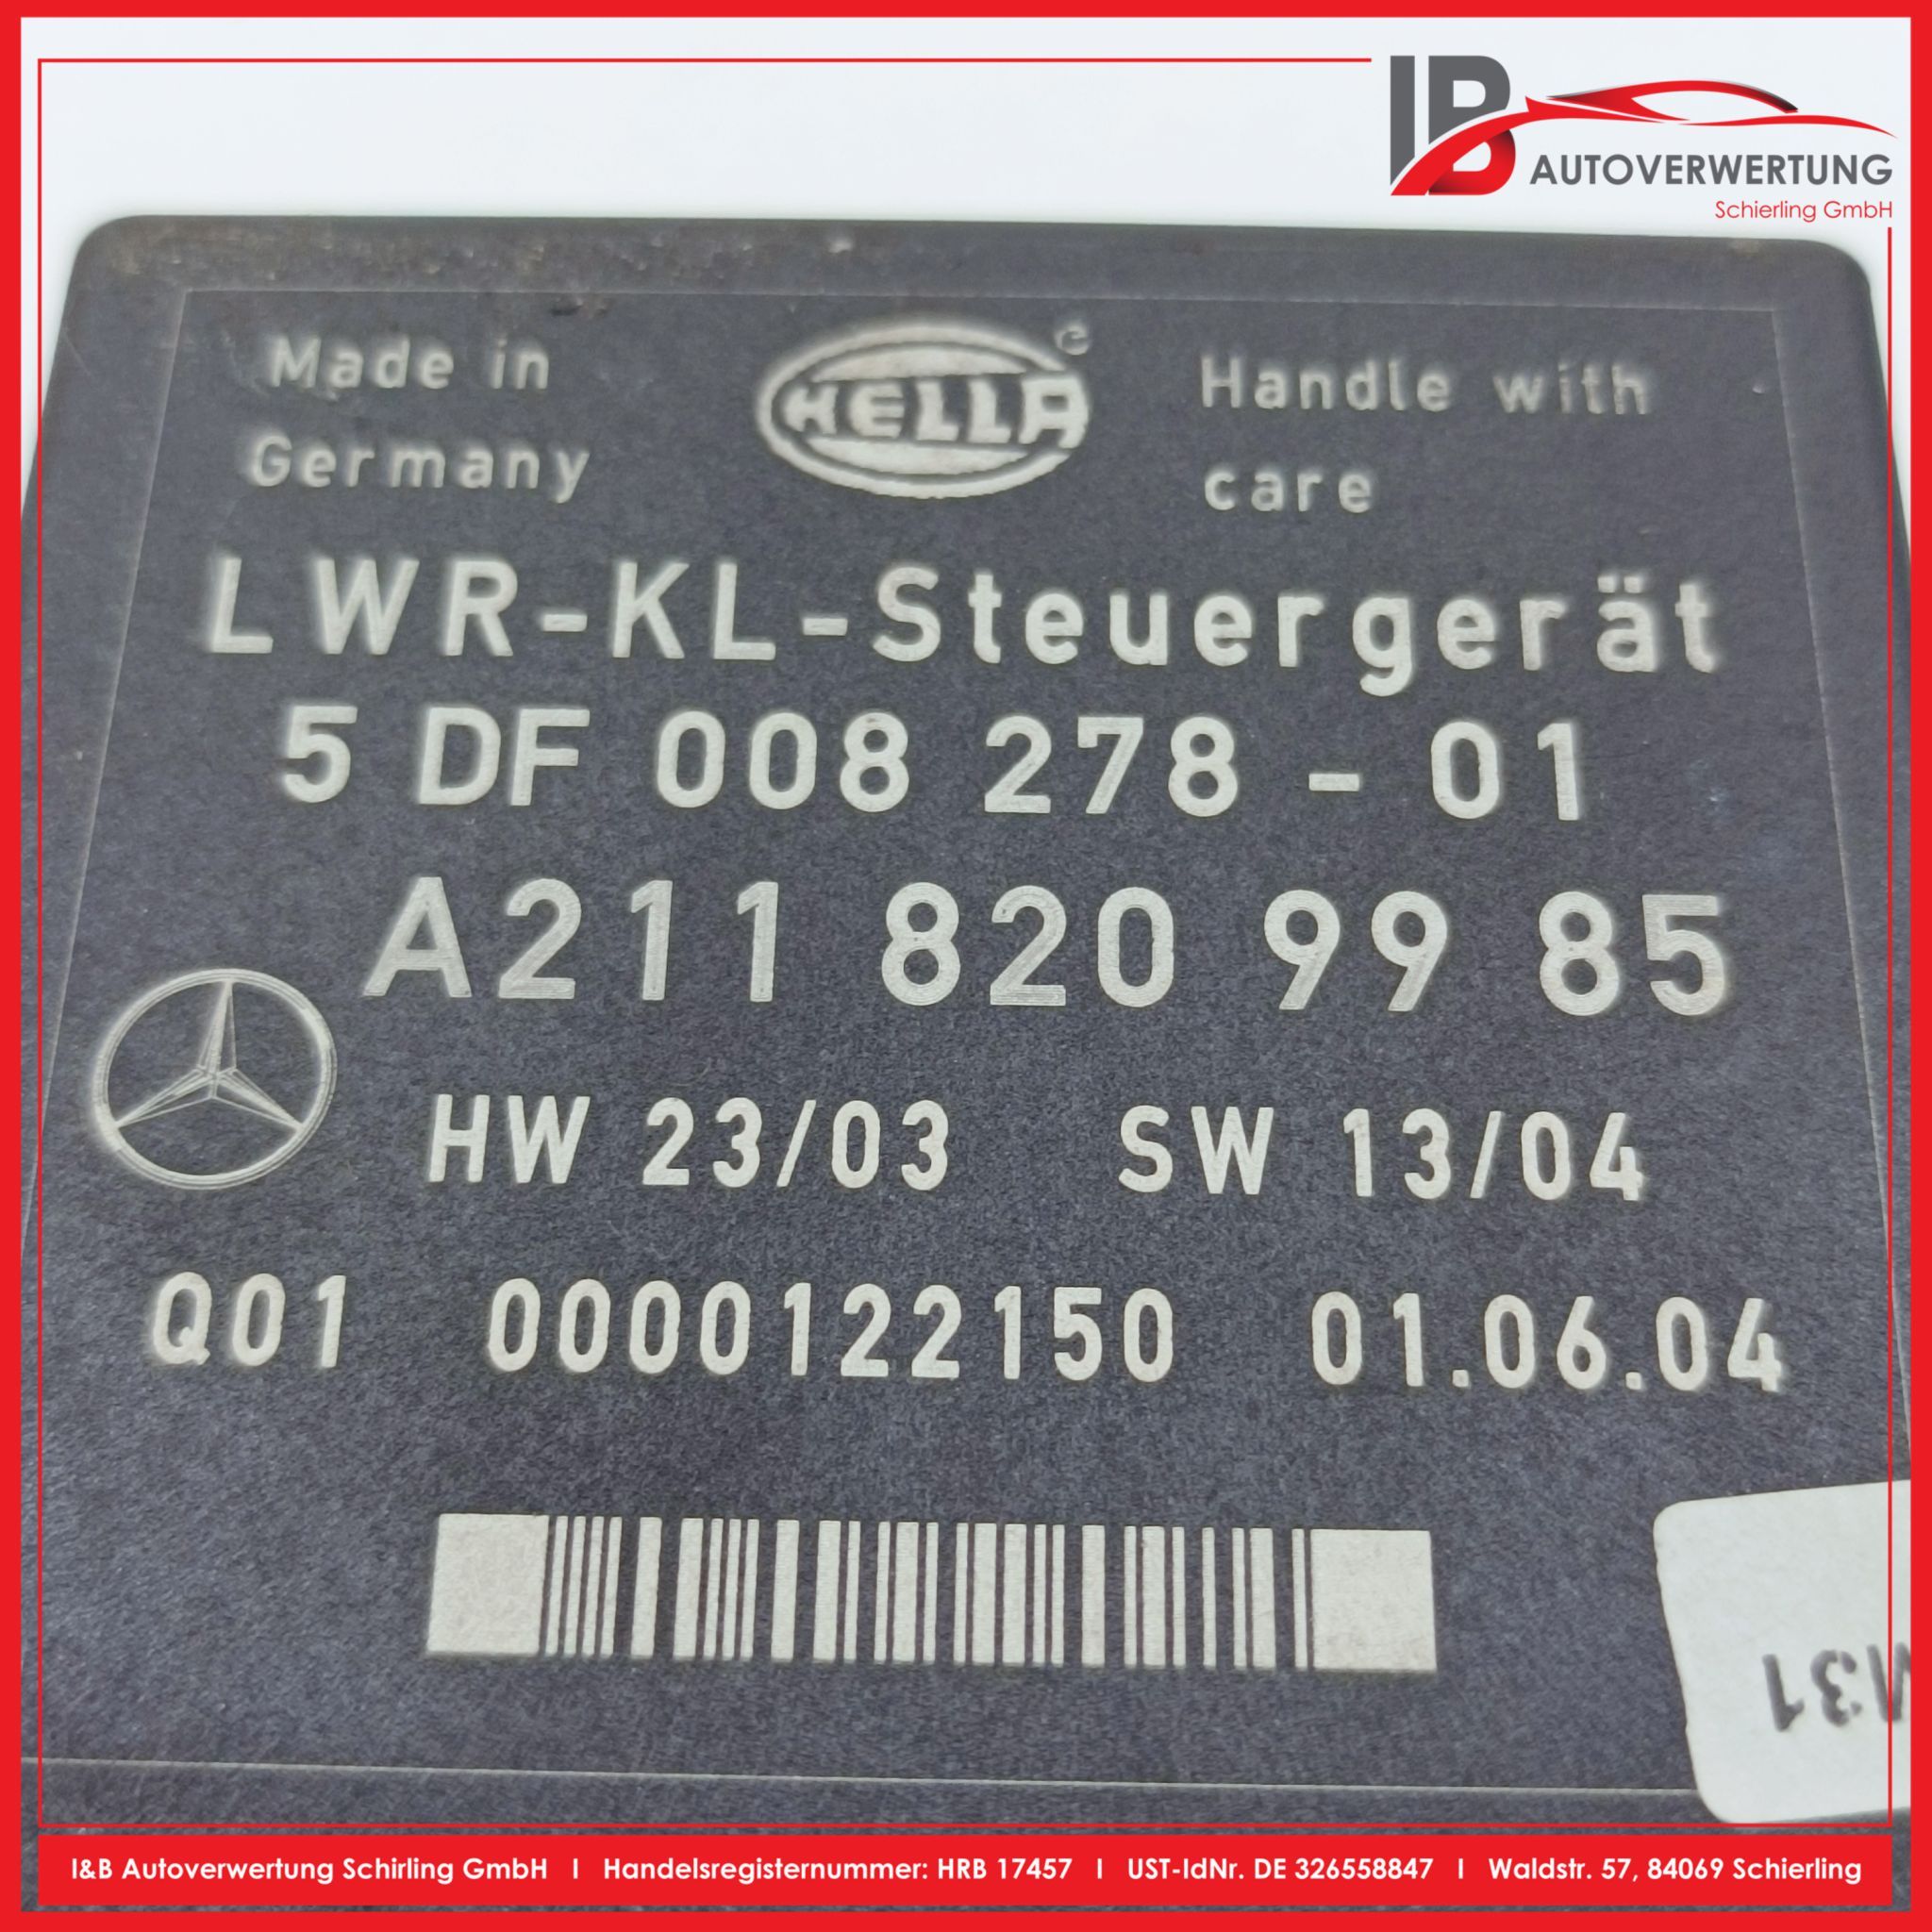 IB
AUTOVERWERTUNG
Schierling GmbH
Made in
Germany
HELLA
Handle with
care
LWR-KL-Steuergerät
5 DF 008 278 - 01
A211 820 99 85
HW 23/03 SW 13/04
Q01 0000122150 01.06.04
I&B Autoverwertung Schirling GmbH I Handelsregisternummer: HRB 17457 I UST-IdNr. DE 326558847 I Waldstr. 57, 84069 Schierling